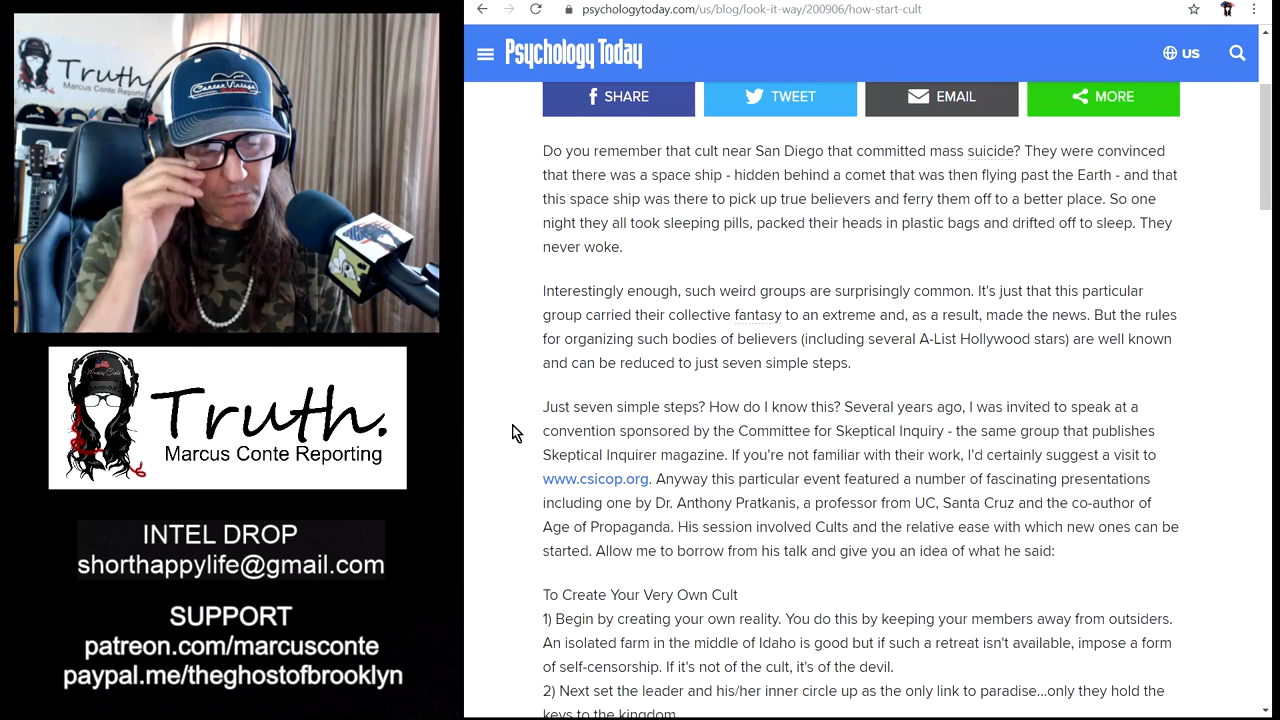 Truth.
Marcus Conte Reporting
psychologytoday.com/us/blog/look-it-way/200906/how-start-cult
Psychology Today
US
SHARE
TWEET
EMAIL
MORE
Do you remember that cult near San Diego that committed mass suicide? They were convinced
that there was a space ship - hidden behind a comet that was then flying past the Earth - and that
this space ship was there to pick up true believers and ferry them off to a better place. So one
night they all took sleeping pills, packed their heads in plastic bags and drifted off to sleep. They
never woke.
Interestingly enough, such weird groups are surprisingly common. It's just that this particular
group carried their collective fantasy to an extreme and, as a result, made the news. But the rules
for organizing such bodies of believers (including several A-List Hollywood stars) are well known
and can be reduced to just seven simple steps.
Just seven simple steps? How do I know this? Several years ago, I was invited to speak at a
convention sponsored by the Committee for Skeptical Inquiry - the same group that publishes
Skeptical Inquirer magazine. If you're not familiar with their work, I'd certainly suggest a visit to
www.csicop.org. Anyway this particular event featured a number of fascinating presentations
including one by Dr. Anthony Pratkanis, a professor from UC, Santa Cruz and the co-author of
Age of Propaganda. His session involved Cults and the relative ease with which new ones can be
started. Allow me to borrow from his talk and give you an idea of what he said:
To Create Your Very Own Cult
1) Begin by creating your own reality. You do this by keeping your members away from outsiders.
An isolated farm in the middle of Idaho is good but if such a retreat isn't available, impose a form
of self-censorship. If it's not of the cult, it's of the devil.
2) Next set the leader and his/her inner circle up as the only link to paradise...only they hold the
keys to the kingdom
Truth.
Marcus Conte Reporting
INTEL DROP
shorthappylife@gmail.com
SUPPORT
patreon.com/marcusconte
paypal.me/theghostofbrooklyn